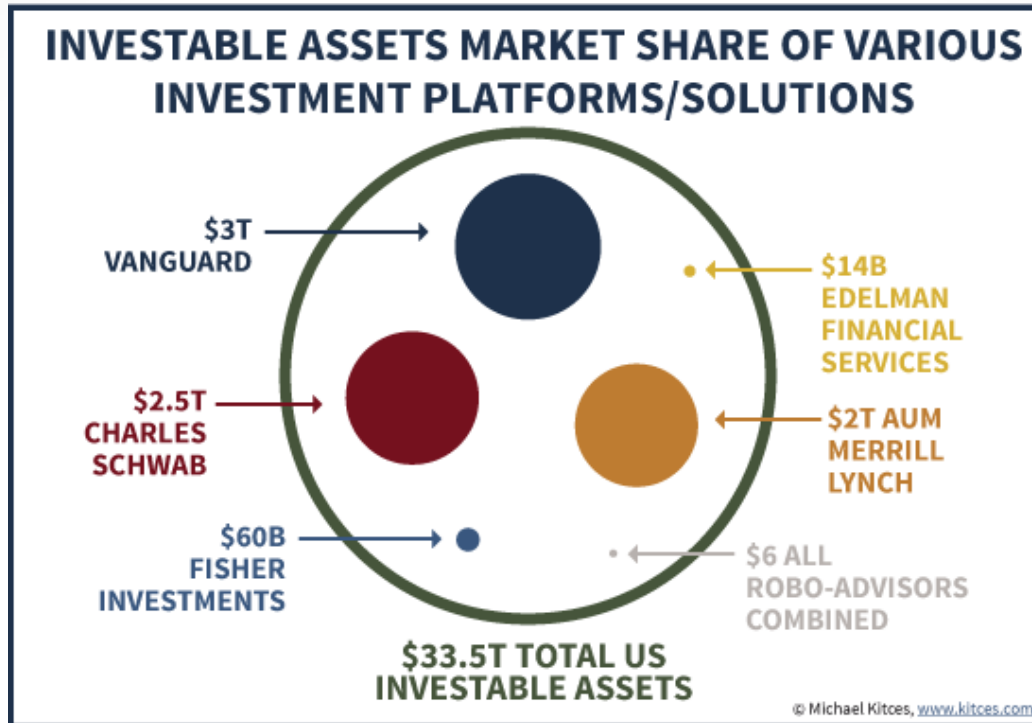 INVESTABLE ASSETS MARKET SHARE OF VARIOUS
INVESTMENT PLATFORMS/SOLUTIONS
$3T
VANGUARD
$14B
EDELMAN
FINANCIAL
SERVICES
$2.5T
CHARLES
SCHWAB
$2T AUM
MERRILL
LYNCH
$60B
FISHER
INVESTMENTS
$6 ALL
ROBO-ADVISORS
COMBINED
$33.5T TOTAL US
INVESTABLE ASSETS
© Michael Kitces, www.kitces.com